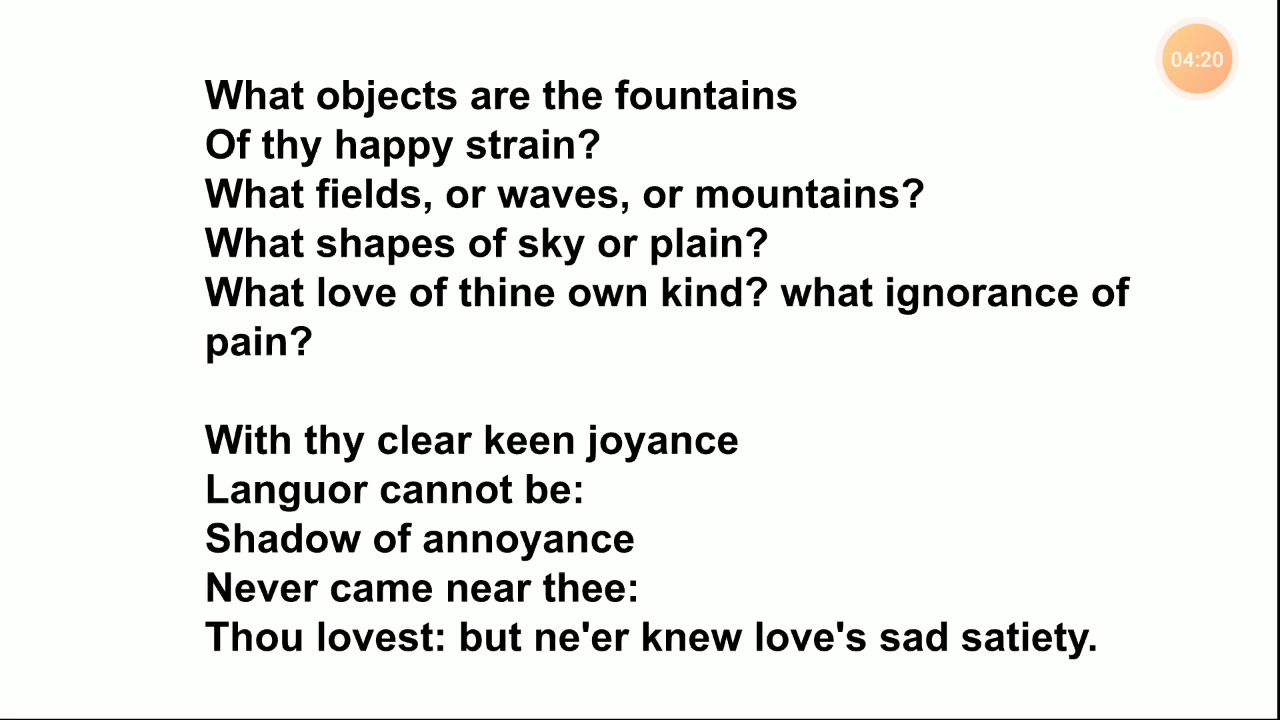 04:20
What objects are the fountains
Of thy happy strain?
What fields, or waves, or mountains?
What shapes of sky or plain?
What love of thine own kind? what ignorance of
pain?
With thy clear keen joyance
Languor cannot be:
Shadow of annoyance
Never came near thee:
Thou lovest: but ne'er knew love's sad satiety.